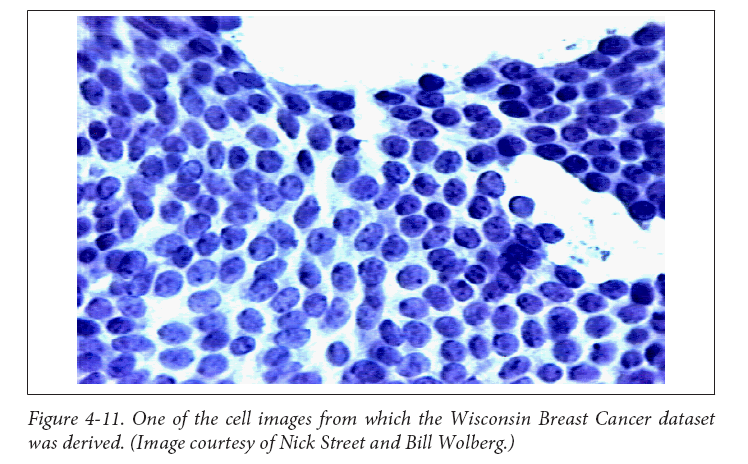 Figure 4-11. One of the cell images from which the Wisconsin Breast Cancer dataset
was derived. (Image courtesy of Nick Street and Bill Wolberg.)